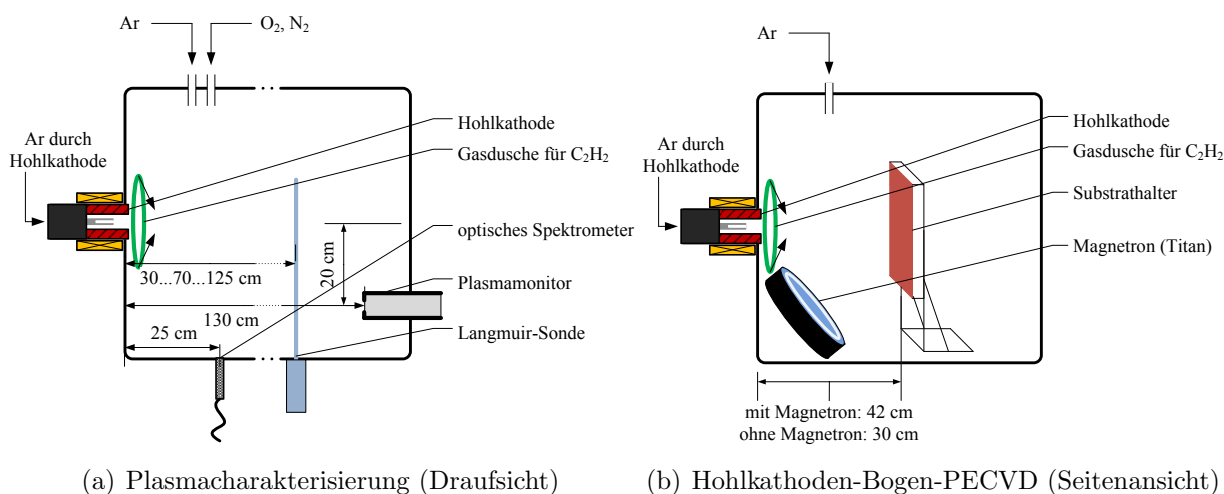 Ar
O₂, N₂
Ar durch
Hohlkathode
Hohlkathode
Gasdusche für C₂H₂
optisches Spektrometer
Plasmamonitor
Langmuir-Sonde
30...70...125 cm
20 cm
130 cm
25 cm
(a) Plasmacharakterisierung (Draufsicht)
Ar
Ar durch
Hohlkathode
Hohlkathode
Gasdusche für C₂H₂
Substrathalter
Magnetron (Titan)
mit Magnetron: 42 cm
ohne Magnetron: 30 cm
(b) Hohlkathoden-Bogen-PECVD (Seitenansicht)